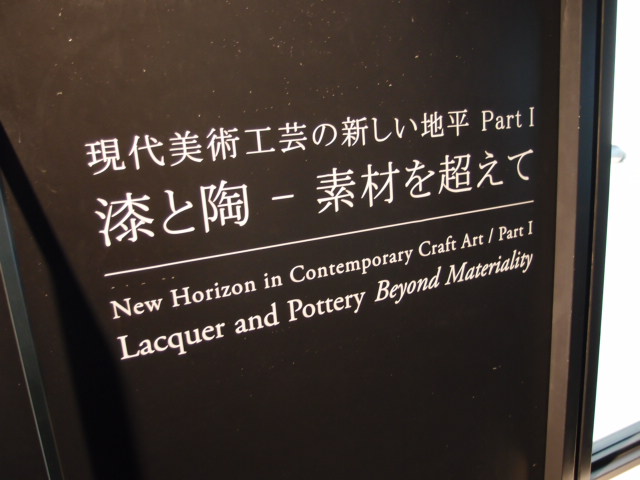 現代美術工芸の新しい地平 Part I
漆と陶 − 素材を超えて
New Horizon in Contemporary Craft Art / Part I
Lacquer and Pottery Beyond Materiality